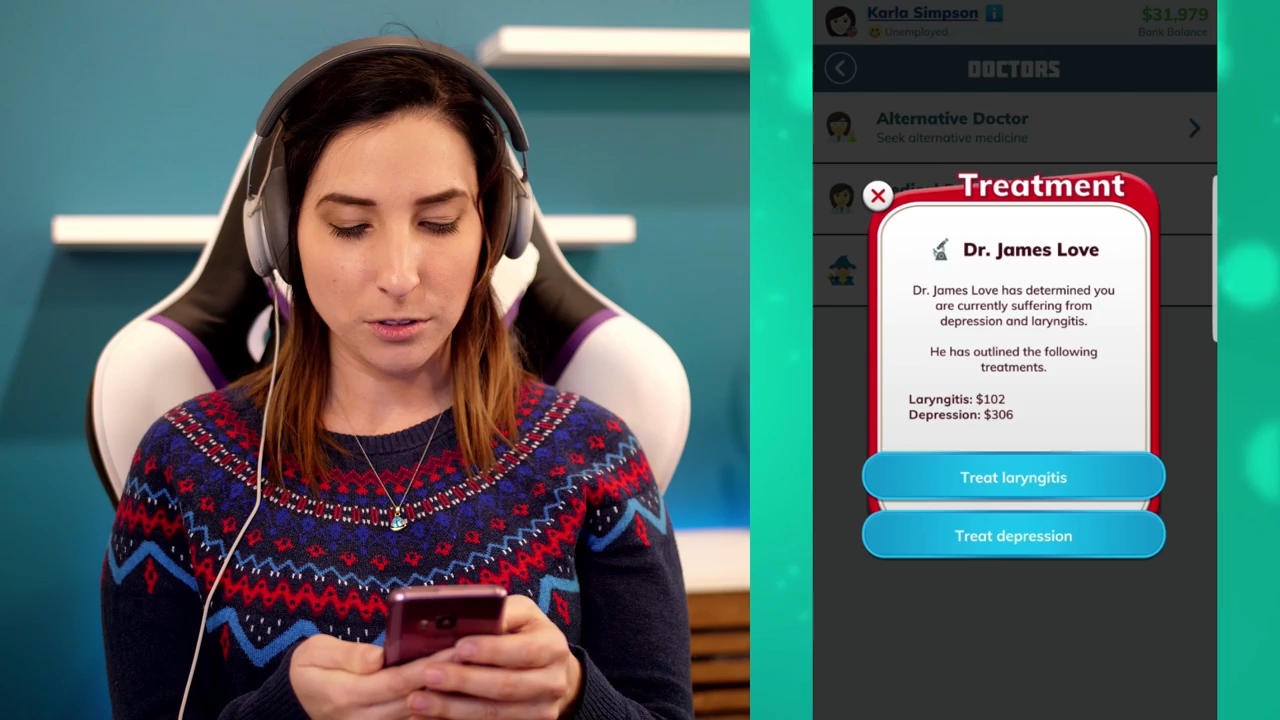 Karla Simpson
Unemployed
$31,979
Bank Balance
DOCTORS
Alternative Doctor
Seek alternative medicine
Treatment
Dr. James Love
Dr. James Love has determined you
are currently suffering from
depression and laryngitis.
He has outlined the following
treatments.
Laryngitis: $102
Depression: $306
Treat laryngitis
Treat depression